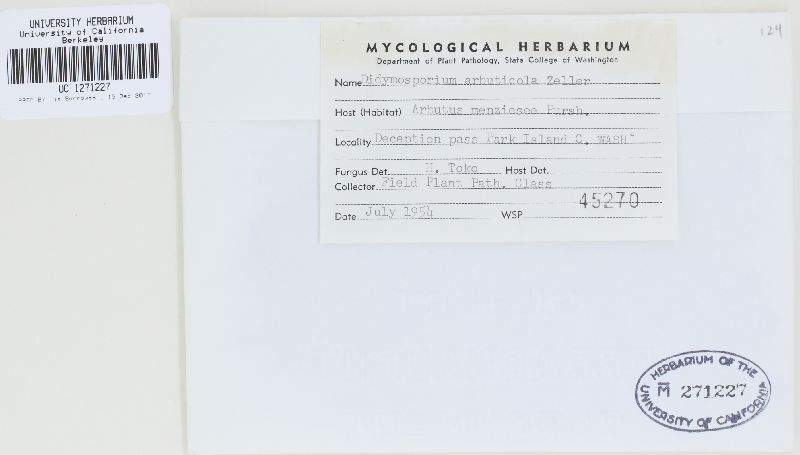 UNIVERSITY HERBARIUM
University of California
Berkeley
UC 1271227
124
MYCOLOGICAL HERBARIUM
Department of Plant Pathology, State College of Washington
Name Didymosporium arbuticola Zeller
Host (Habitat) Arbutus menziesee Pursh.
Locality Deception pass Park Island C. WASH
Fungus Det. H. Toko Host Det.
Collector Field Plant Path. Class
45270
Date July 1954 WSP
HERBARIUM OF THE
M 271227
UNIVERSITY OF CALIFORNIA